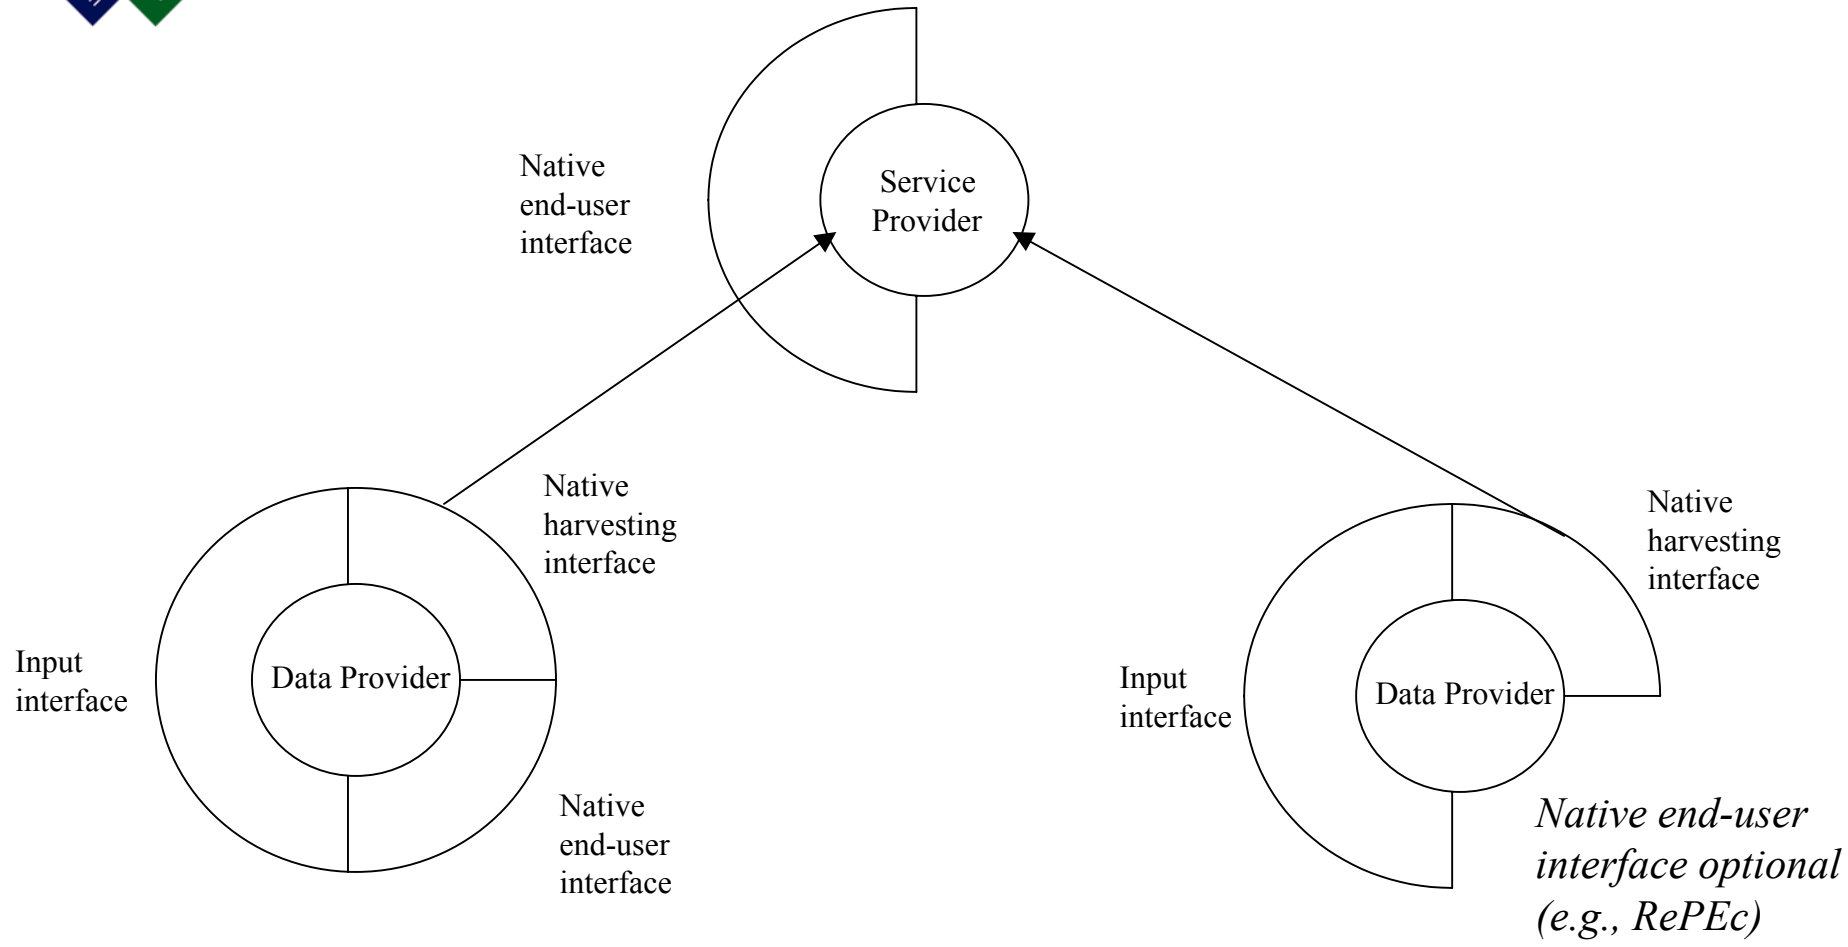 Native
end-user
interface
Service
Provider
Native
harvesting
interface
Input
interface
Data Provider
Native
end-user
interface
Native
harvesting
interface
Input
interface
Data Provider
Native end-user
interface optional
(e.g., RePEc)